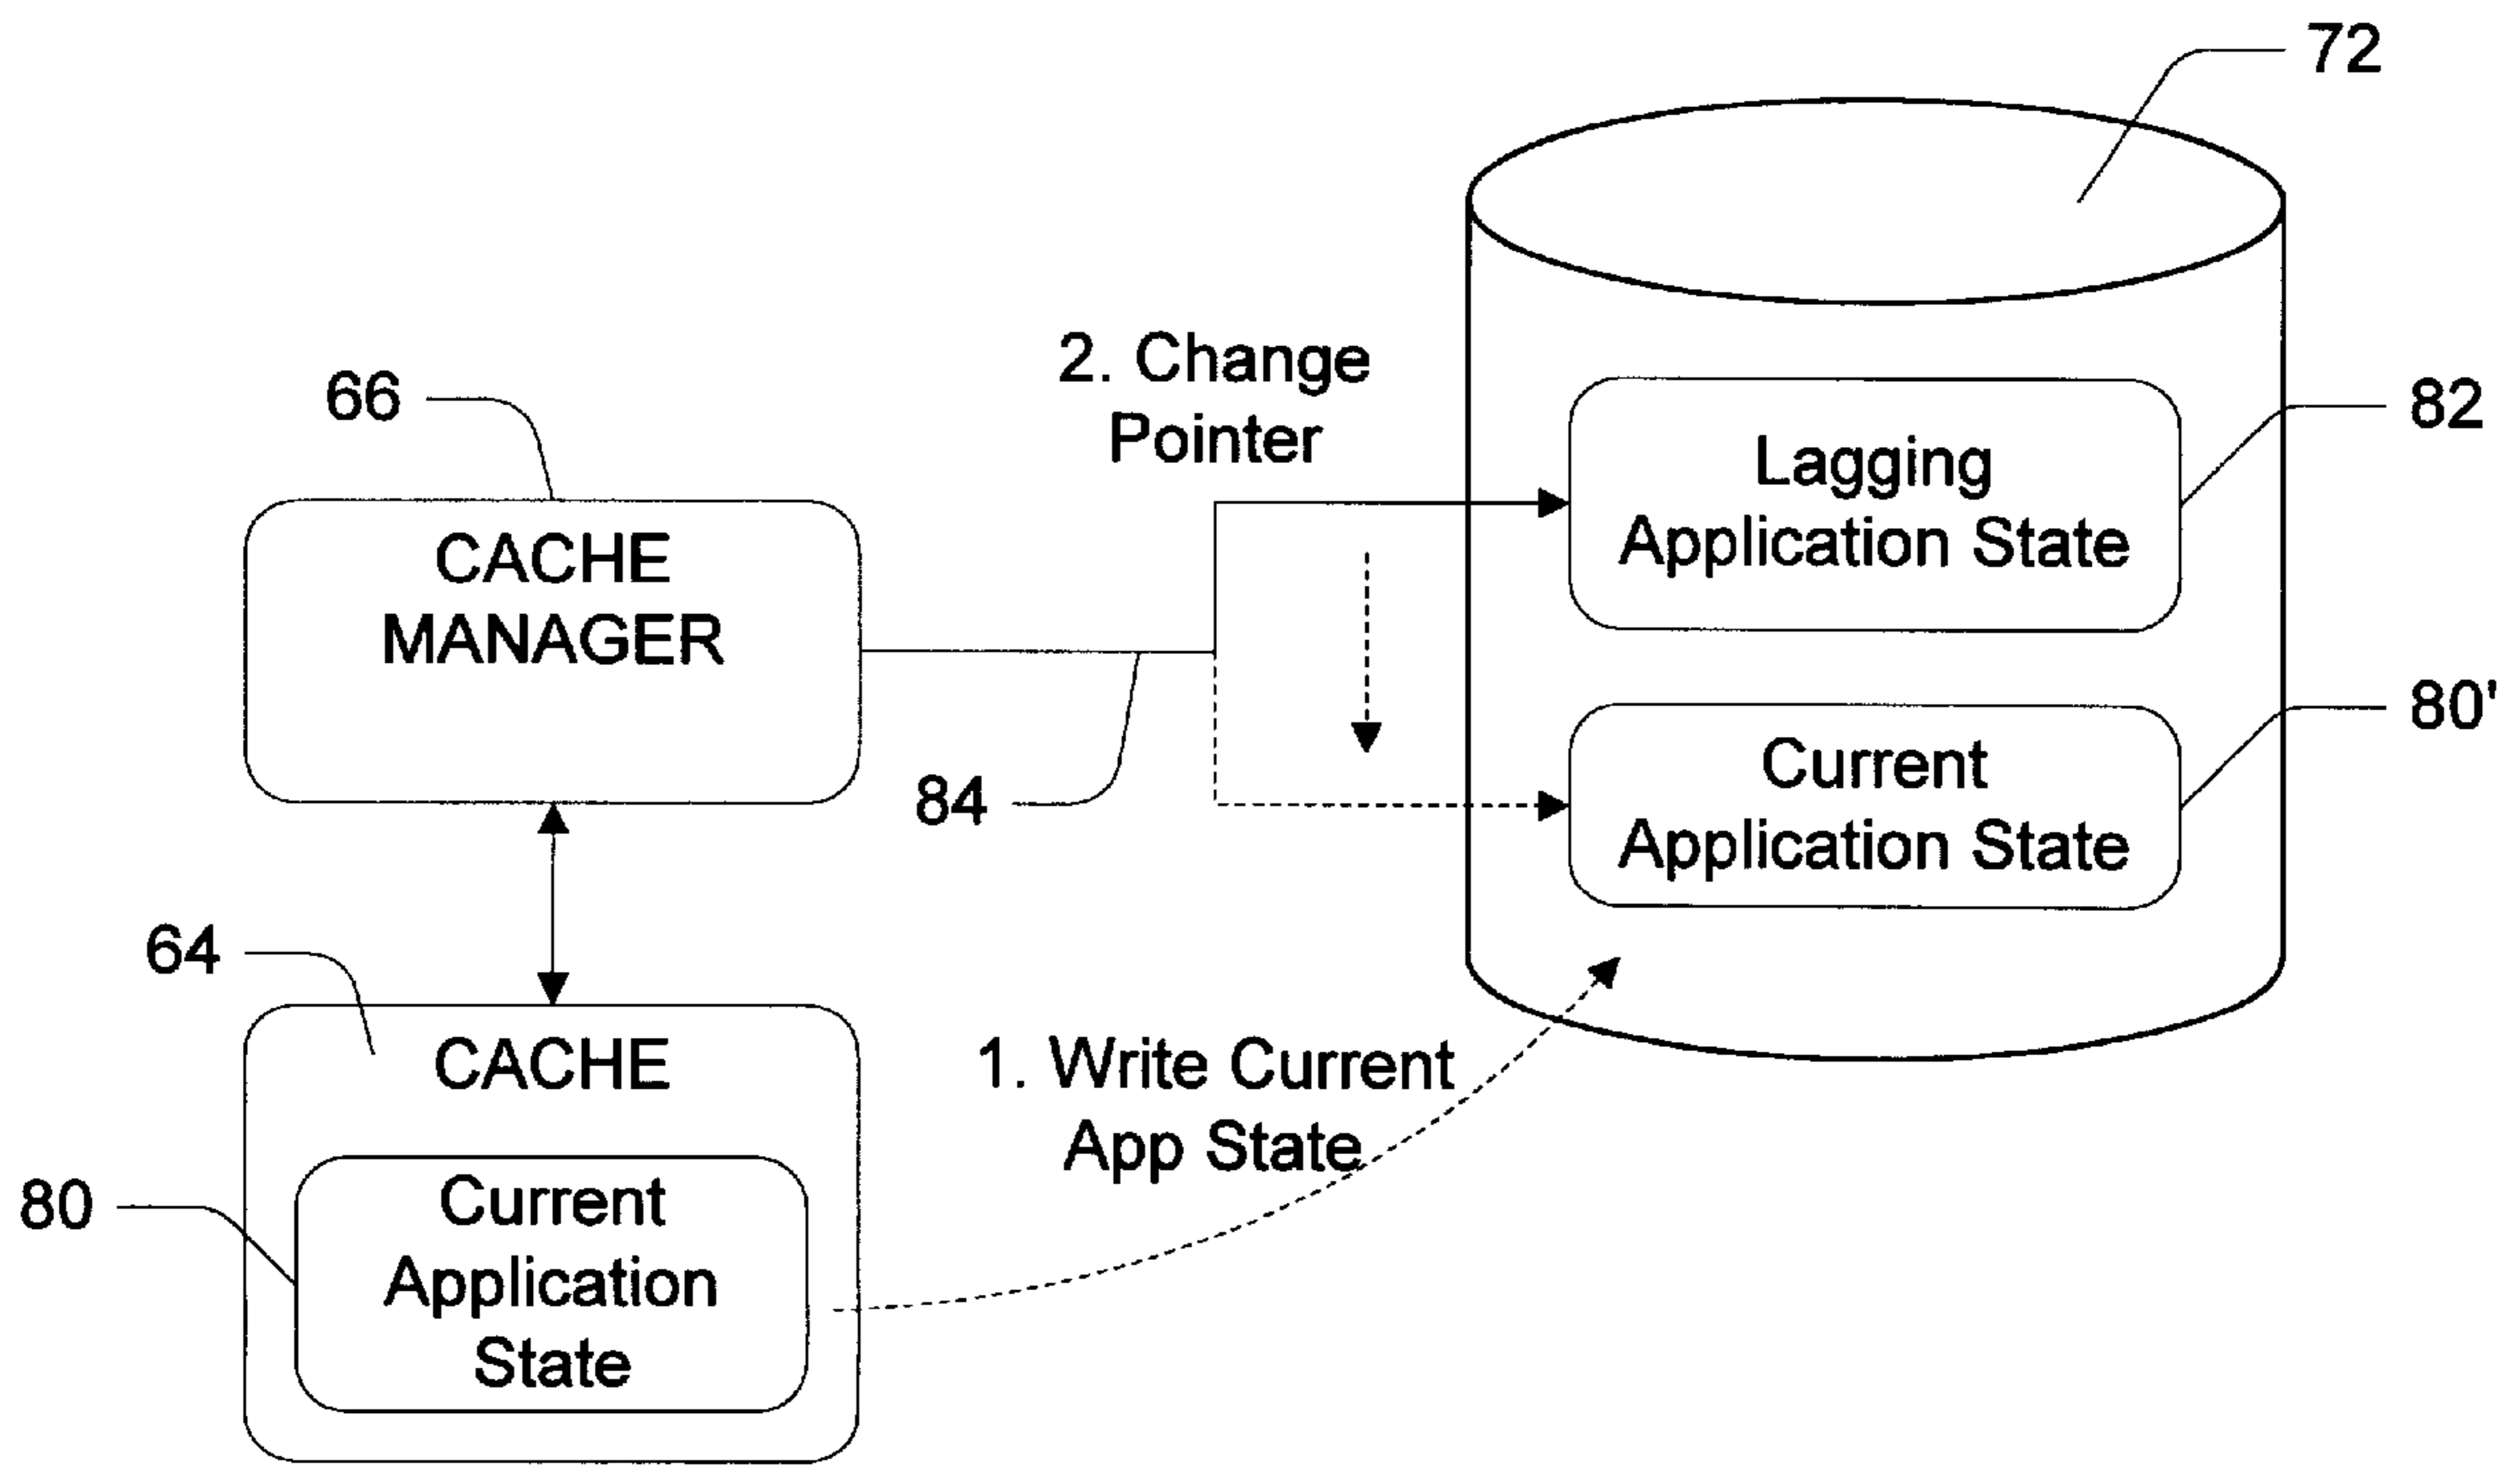 72
2. Change
Pointer
66
82
Lagging
Application State
CACHE
MANAGER
80'
Current
Application State
84
64
CACHE
1. Write Current
App State
80
Current
Application
State